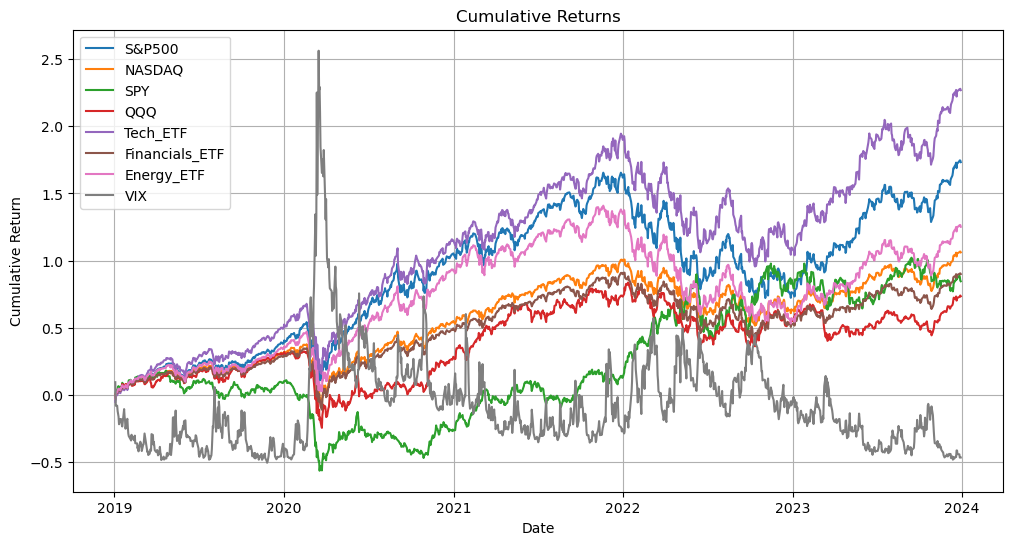 Cumulative Returns
S&P500
NASDAQ
SPY
QQQ
Tech_ETF
Financials_ETF
Energy_ETF
VIX
Cumulative Return
2.5
2.0
1.5
1.0
0.5
0.0
−0.5
2019
2020
2021
2022
2023
2024
Date